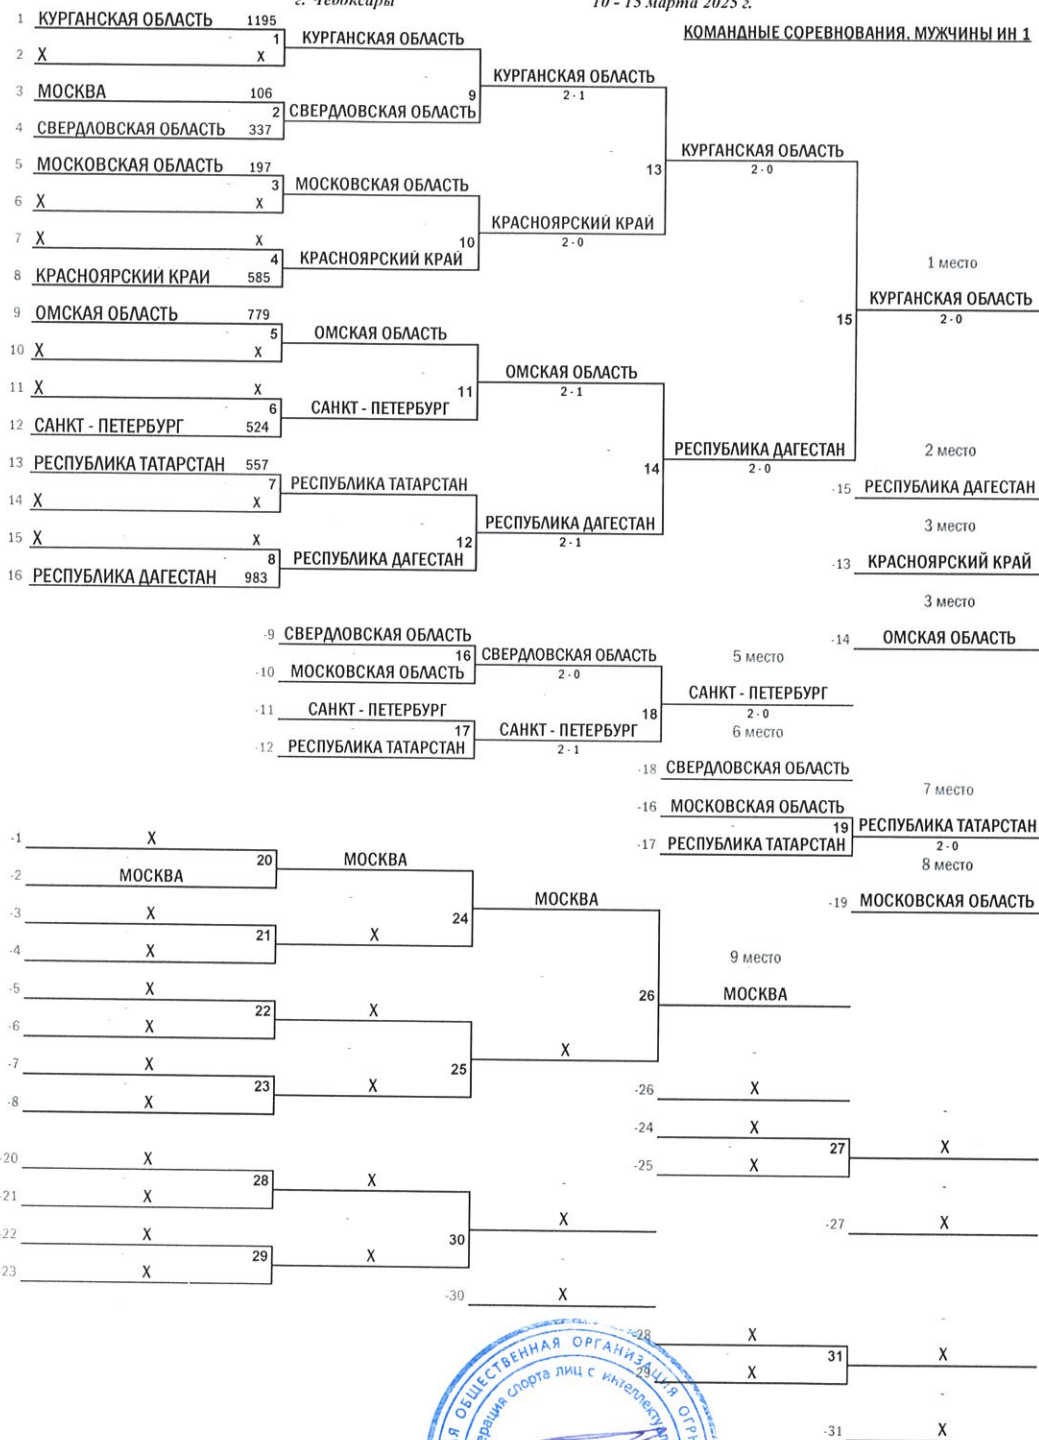 г. Чебоксары 10 - 15 марта 2025 г.
КОМАНДНЫЕ СОРЕВНОВАНИЯ. МУЖЧИНЫ ИН 1
1 КУРГАНСКАЯ ОБЛАСТЬ 1195
1 КУРГАНСКАЯ ОБЛАСТЬ
2 X X
9 КУРГАНСКАЯ ОБЛАСТЬ
2 - 1
3 МОСКВА 106
2 СВЕРДЛОВСКАЯ ОБЛАСТЬ
4 СВЕРДЛОВСКАЯ ОБЛАСТЬ 337
13 КУРГАНСКАЯ ОБЛАСТЬ
2 - 0
5 МОСКОВСКАЯ ОБЛАСТЬ 197
3 МОСКОВСКАЯ ОБЛАСТЬ
6 X X
10 КРАСНОЯРСКИЙ КРАЙ
2 - 0
7 X X
4 КРАСНОЯРСКИЙ КРАЙ
8 КРАСНОЯРСКИЙ КРАЙ 585
1 место
15 КУРГАНСКАЯ ОБЛАСТЬ
2 - 0
9 ОМСКАЯ ОБЛАСТЬ 779
5 ОМСКАЯ ОБЛАСТЬ
10 X X
11 ОМСКАЯ ОБЛАСТЬ
2 - 1
11 X X
6 САНКТ - ПЕТЕРБУРГ
12 САНКТ - ПЕТЕРБУРГ 524
14 РЕСПУБЛИКА ДАГЕСТАН
2 - 0
13 РЕСПУБЛИКА ТАТАРСТАН 557
7 РЕСПУБЛИКА ТАТАРСТАН
14 X X
12 РЕСПУБЛИКА ДАГЕСТАН
2 - 1
15 X X
8 РЕСПУБЛИКА ДАГЕСТАН
16 РЕСПУБЛИКА ДАГЕСТАН 983
2 место
-15 РЕСПУБЛИКА ДАГЕСТАН
3 место
-13 КРАСНОЯРСКИЙ КРАЙ
3 место
-14 ОМСКАЯ ОБЛАСТЬ
-9 СВЕРДЛОВСКАЯ ОБЛАСТЬ
16 СВЕРДЛОВСКАЯ ОБЛАСТЬ
2 - 0
-10 МОСКОВСКАЯ ОБЛАСТЬ
5 место
18 САНКТ - ПЕТЕРБУРГ
2 - 0
-11 САНКТ - ПЕТЕРБУРГ
17 САНКТ - ПЕТЕРБУРГ
2 - 1
-12 РЕСПУБЛИКА ТАТАРСТАН
6 место
-18 СВЕРДЛОВСКАЯ ОБЛАСТЬ
7 место
-16 МОСКОВСКАЯ ОБЛАСТЬ
19 РЕСПУБЛИКА ТАТАРСТАН
2 - 0
-17 РЕСПУБЛИКА ТАТАРСТАН
8 место
-19 МОСКОВСКАЯ ОБЛАСТЬ
-1 X
20 МОСКВА
-2 МОСКВА
24 МОСКВА
-3 X
21 X
-4 X
9 место
26 МОСКВА
-5 X
22 X
-6 X
25 X
-7 X
23 X
-8 X
-26 X
-24 X
27 X
-25 X
-27 X
-20 X
28 X
-21 X
30 X
-22 X
29 X
-23 X
-30 X
-28 X
31 X
-29 X
-31 X
ОБЩЕСТВЕННАЯ ОРГАНИЗАЦИЯ
спорта лиц с